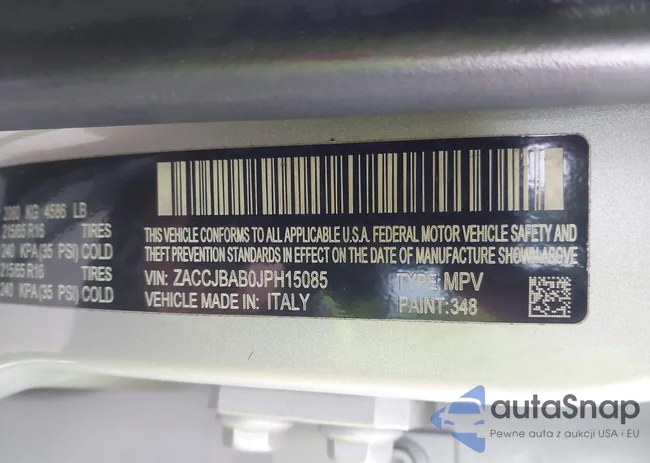 KG 4586 LB
215/65 R16 TIRES
240 KPA (35 PSI) COLD
215/65 R16 TIRES
240 KPA (35 PSI) COLD
THIS VEHICLE CONFORMS TO ALL APPLICABLE U.S.A. FEDERAL MOTOR VEHICLE SAFETY AND
THEFT PREVENTION STANDARDS IN EFFECT ON THE DATE OF MANUFACTURE SHOWN ABOVE
VIN: ZACCJBAB0JPH15085 TYPE: MPV
VEHICLE MADE IN: ITALY PAINT: 348
autaSnap
Pewne auta z aukcji USA i EU